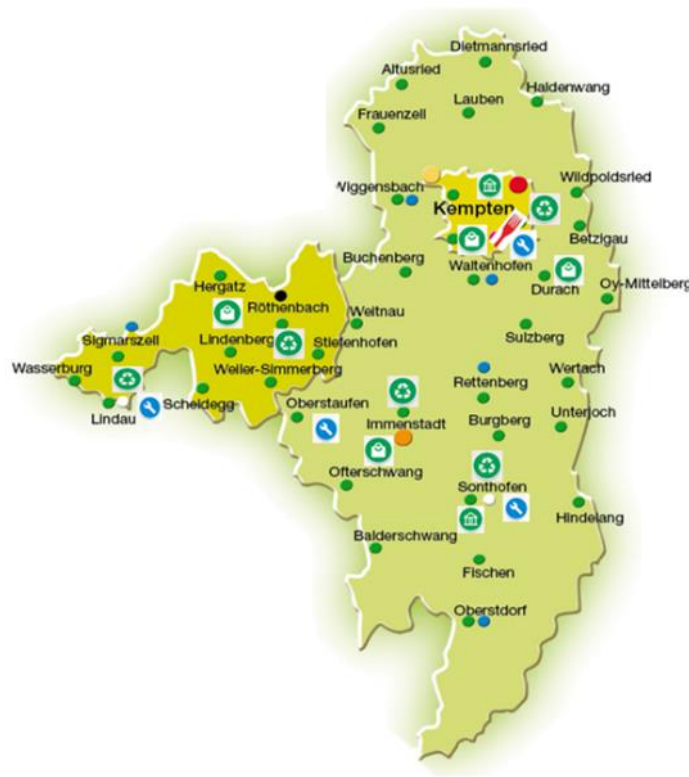 Dietmannsried
Altusried
Haldenwang
Lauben
Frauenzell
Wiggensbach
Wildpoldsried
Kempten
Betzigau
Buchenberg
Waltenhofen
Durach
Oy-Mittelberg
Hergatz
Röthenbach
Weitnau
Sulzberg
Sigmarszell
Lindenberg
Stiefenhofen
Wasserburg
Weiler-Simmerberg
Rettenberg
Wertach
Lindau
Scheidegg
Oberstaufen
Immenstadt
Burgberg
Unterjoch
Ofterschwang
Sonthofen
Hindelang
Balderschwang
Fischen
Oberstdorf